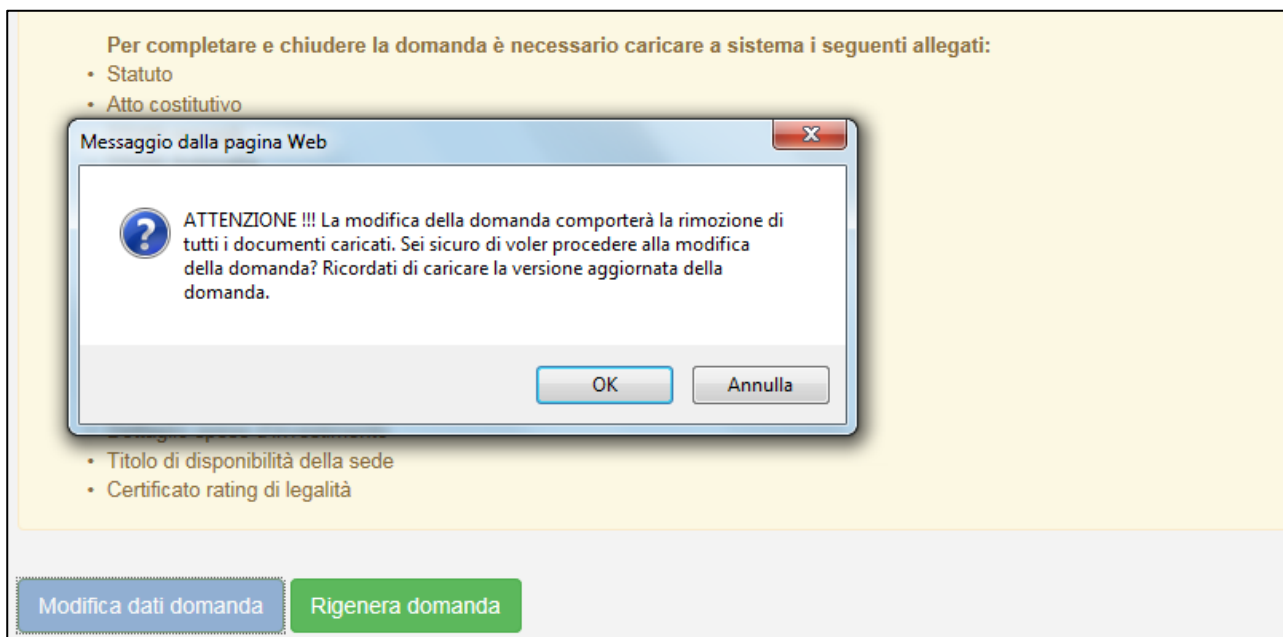 Per completare e chiudere la domanda è necessario caricare a sistema i seguenti allegati:
• Statuto
• Atto costitutivo
Messaggio dalla pagina Web
ATTENZIONE !!! La modifica della domanda comporterà la rimozione di
tutti i documenti caricati. Sei sicuro di voler procedere alla modifica
della domanda? Ricordati di caricare la versione aggiornata della
domanda.
OK
Annulla
• Titolo di disponibilità della sede
• Certificato rating di legalità
Modifica dati domanda
Rigenera domanda